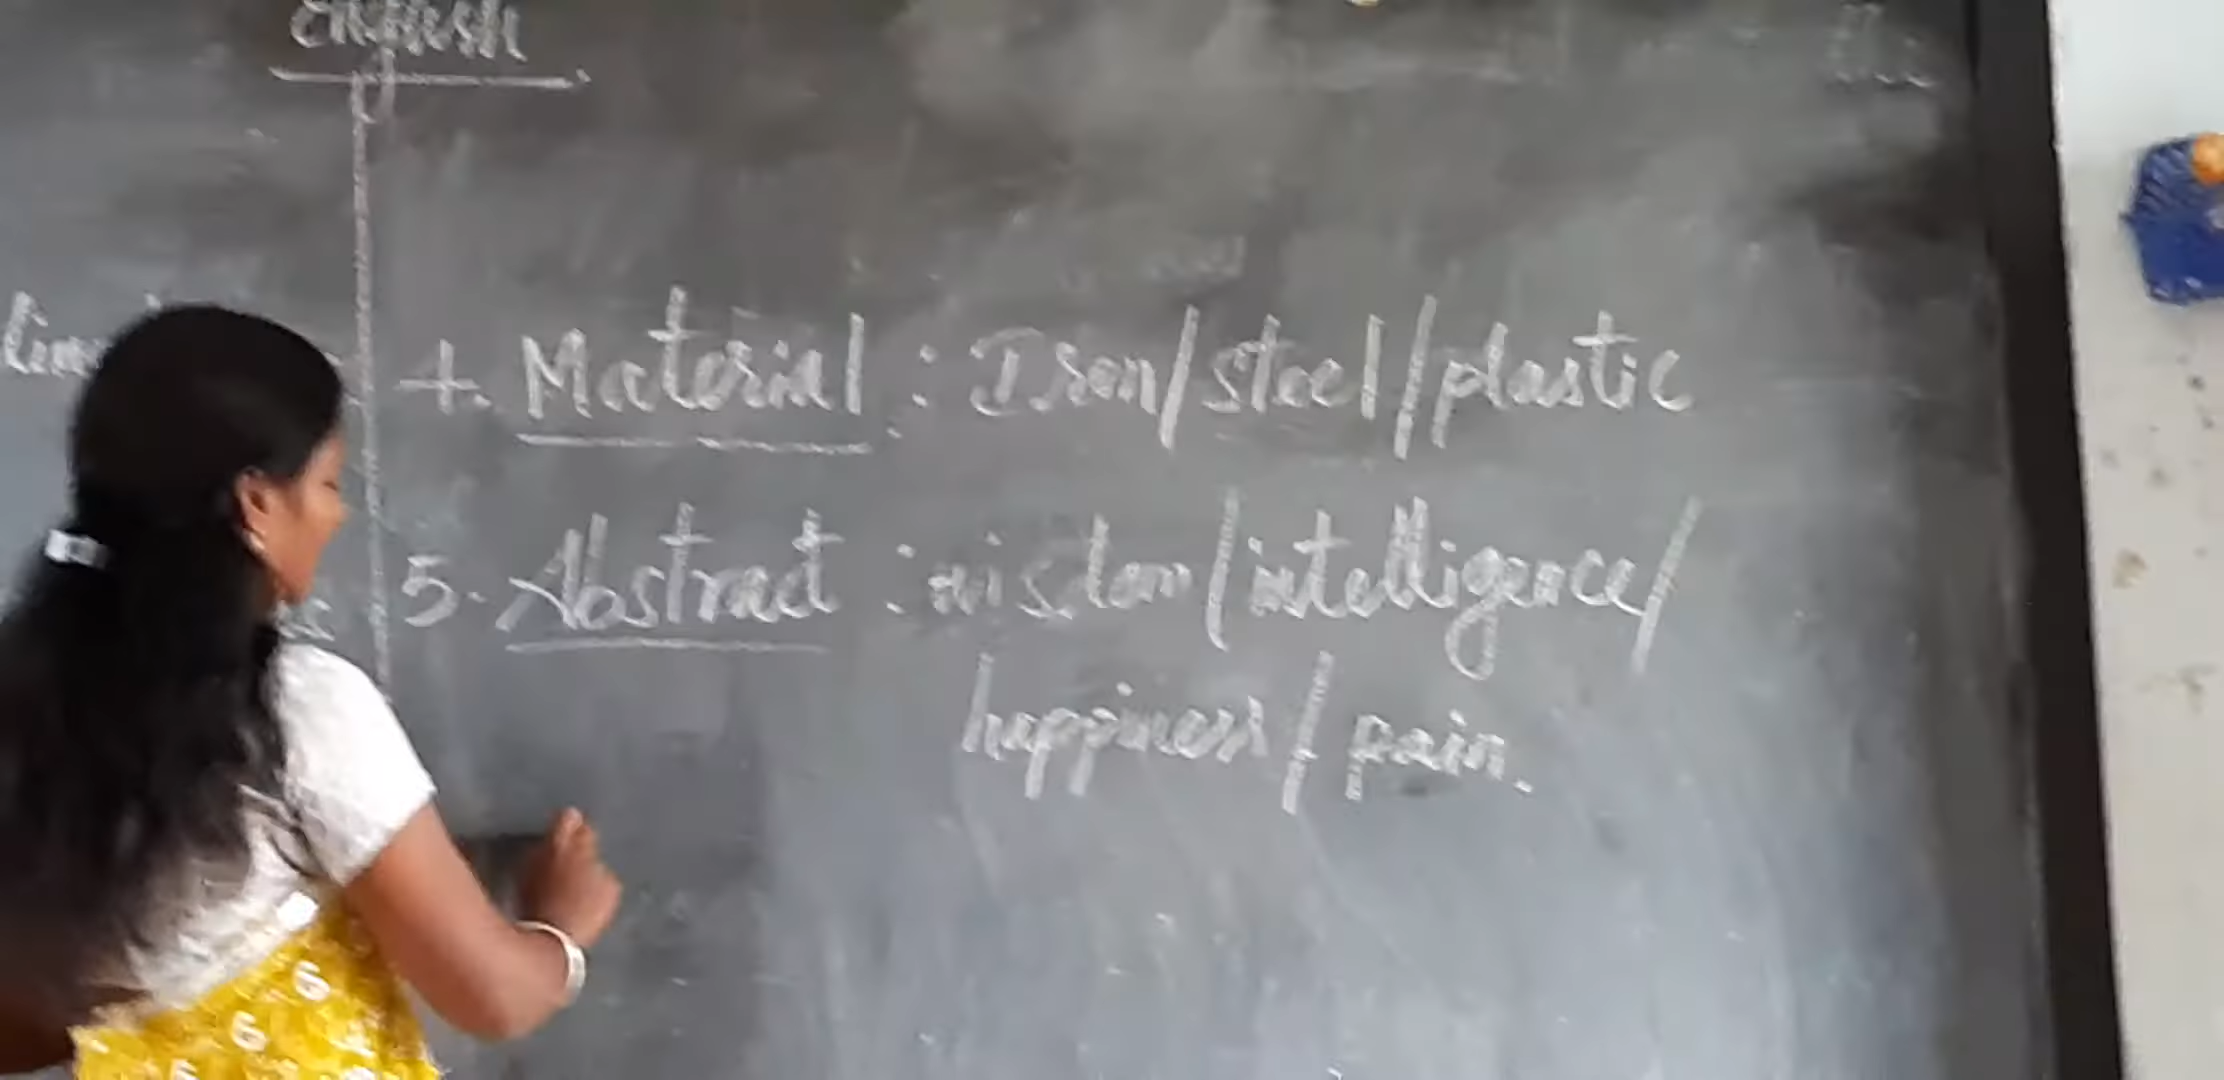 English
4. Material : Iron/steel/plastic
5. Abstract : wisdom/intelligence/
happiness/pain.